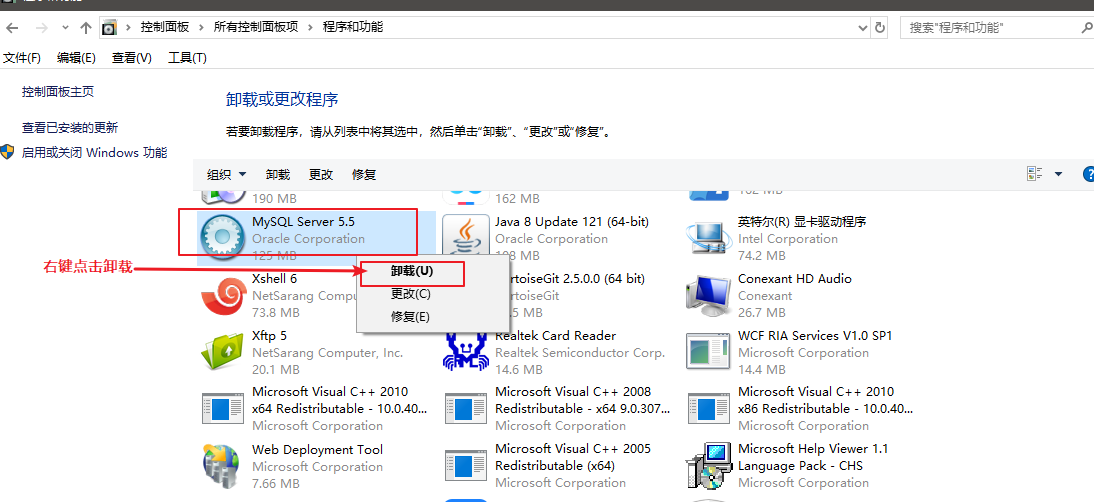 控制面板 › 所有控制面板项 › 程序和功能
搜索"程序和功能"
文件(F) 编辑(E) 查看(V) 工具(T)
控制面板主页
查看已安装的更新
启用或关闭 Windows 功能
卸载或更改程序
若要卸载程序，请从列表中将其选中，然后单击“卸载”、“更改”或“修复”。
组织 卸载 更改 修复
190 MB
162 MB
MySQL Server 5.5
Oracle Corporation
125 MB
Java 8 Update 121 (64-bit)
Oracle Corporation
108 MB
英特尔(R) 显卡驱动程序
Intel Corporation
74.2 MB
右键点击卸载
卸载(U)
更改(C)
修复(E)
Xshell 6
NetSarang Compu
73.8 MB
ortoiseGit 2.5.0.0 (64 bit)
ortoiseGit
.5 MB
Conexant HD Audio
Conexant
26.7 MB
Xftp 5
NetSarang Computer, Inc.
20.1 MB
Realtek Card Reader
Realtek Semiconductor Corp.
14.6 MB
WCF RIA Services V1.0 SP1
Microsoft Corporation
14.4 MB
Microsoft Visual C++ 2010
x64 Redistributable - 10.0.40...
Microsoft Corporation
Microsoft Visual C++ 2008
Redistributable - x64 9.0.307...
Microsoft Corporation
Microsoft Visual C++ 2010
x86 Redistributable - 10.0.40...
Microsoft Corporation
Web Deployment Tool
Microsoft Corporation
7.66 MB
Microsoft Visual C++ 2005
Redistributable (x64)
Microsoft Corporation
Microsoft Help Viewer 1.1
Language Pack - CHS
Microsoft Corporation